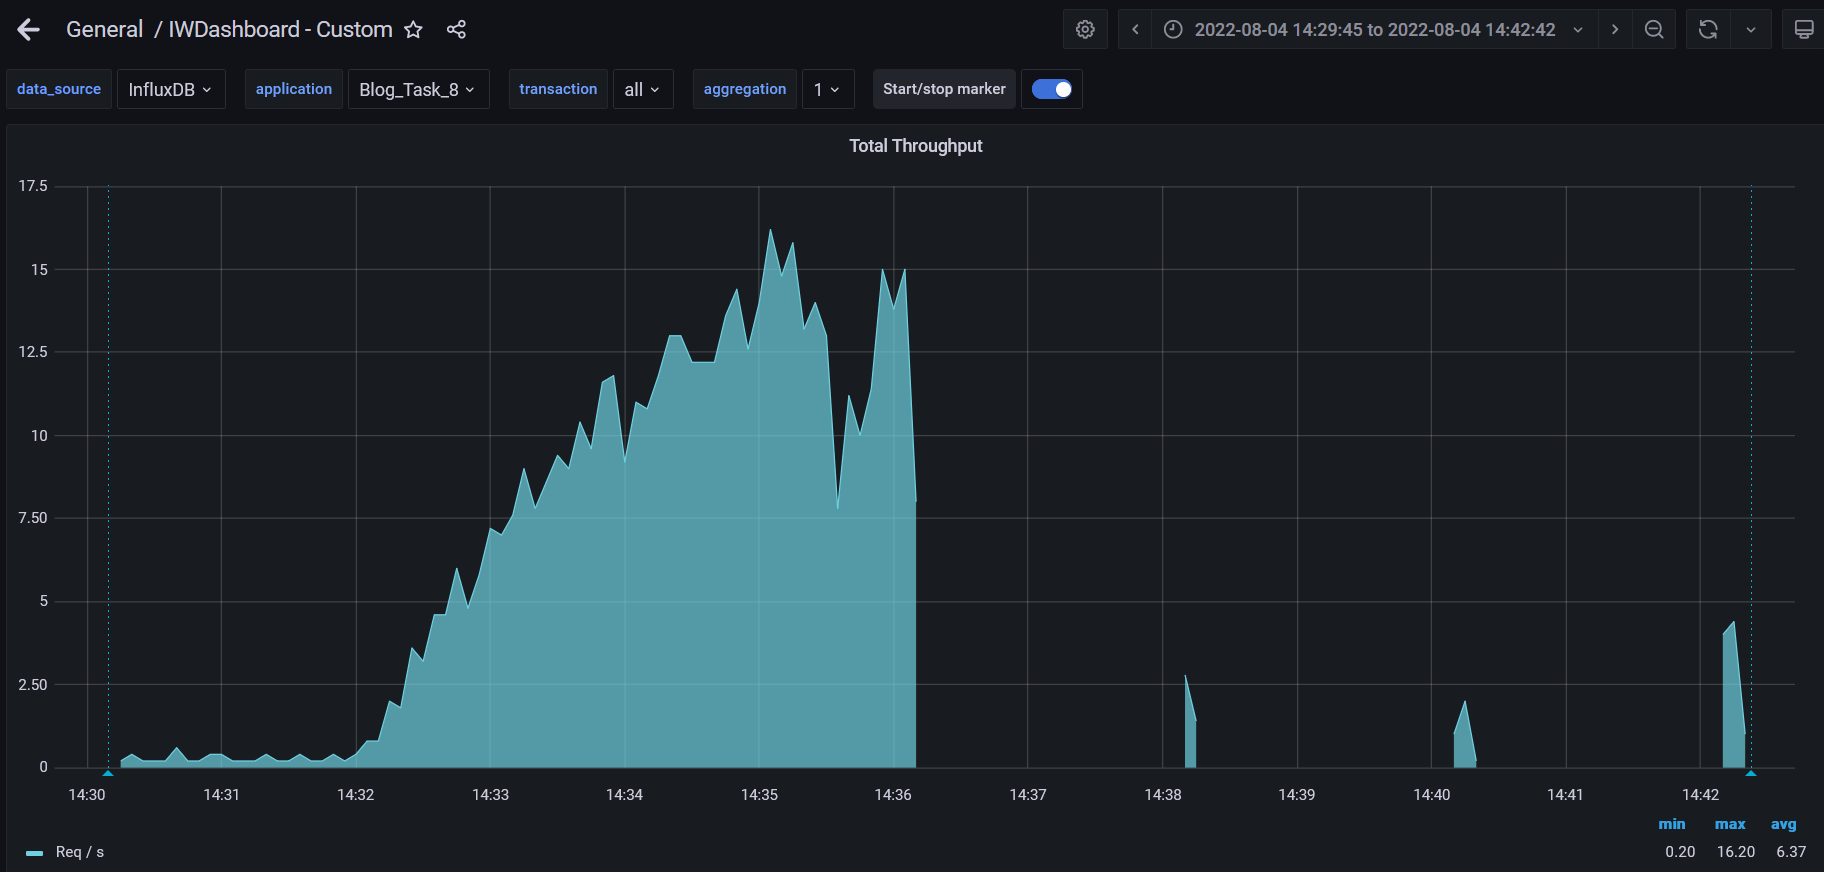 General / IWDashboard - Custom
2022-08-04 14:29:45 to 2022-08-04 14:42:42
data_source InfluxDB application Blog_Task_8 transaction all aggregation 1 Start/stop marker
Total Throughput
17.5
15
12.5
10
7.50
5
2.50
0
14:30 14:31 14:32 14:33 14:34 14:35 14:36 14:37 14:38 14:39 14:40 14:41 14:42
min max avg
Req / s 0.20 16.20 6.37